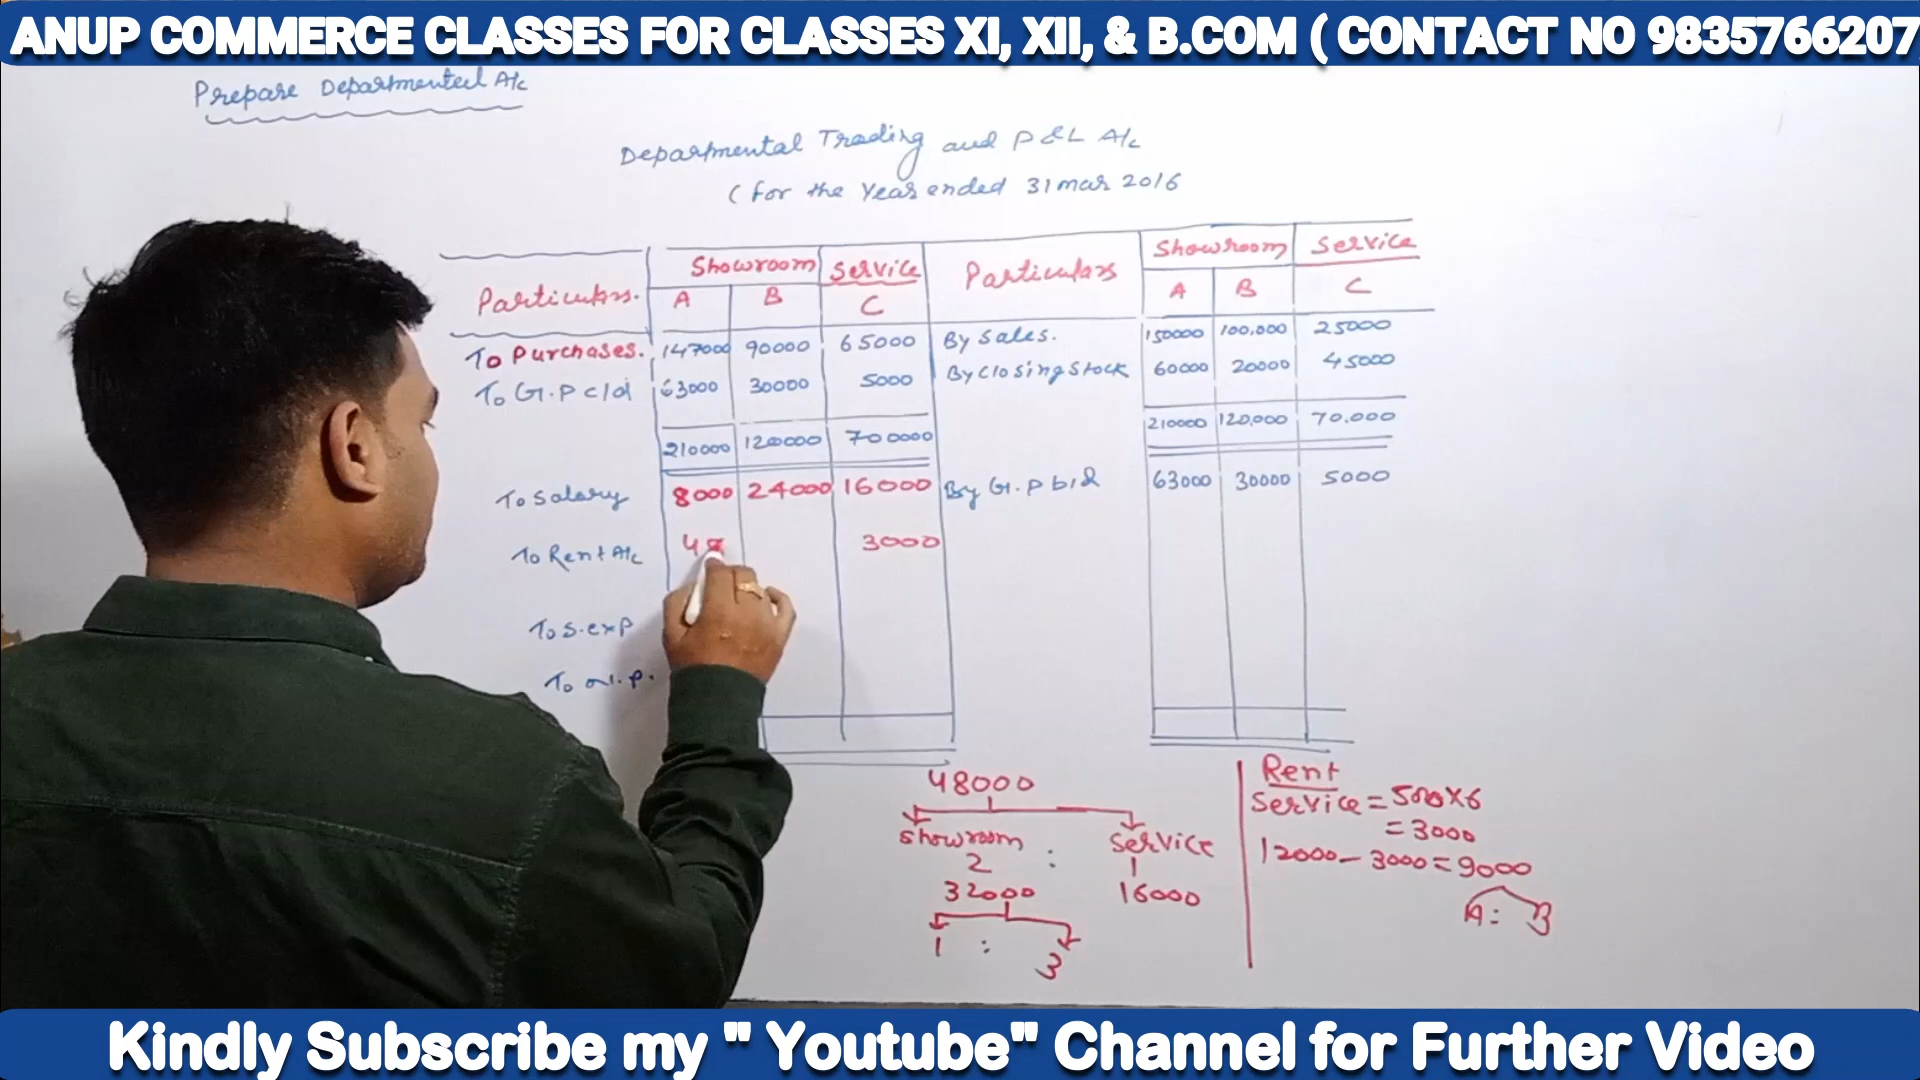 ANUP COMMERCE CLASSES FOR CLASSES XI, XII, & B.COM ( CONTACT NO 9835766207
Prepare Departmental A/c
Departmental Trading and P&L A/c
(for the Year ended 31 mar 2016
Particulars. Showroom Service Particulars Showroom Service
A B C A B C
To Purchases. 147000 90000 65000 By Sales. 150000 100,000 25000
To G.P c/d 63000 30000 5000 By Closing Stock 60000 20000 45000
210000 120000 700000 210000 120,000 70,000
To Salary 8000 24000 16000 By G.P b/d 63000 30000 5000
To Rent A/c 3000
To S.exp
To N.P.
48000
Showroom Service
2 : 1
32000 16000
1 : 3
Rent
Service = 500x6
= 3000
12000 - 3000 = 9000
A : B
Kindly Subscribe my " Youtube" Channel for Further Video